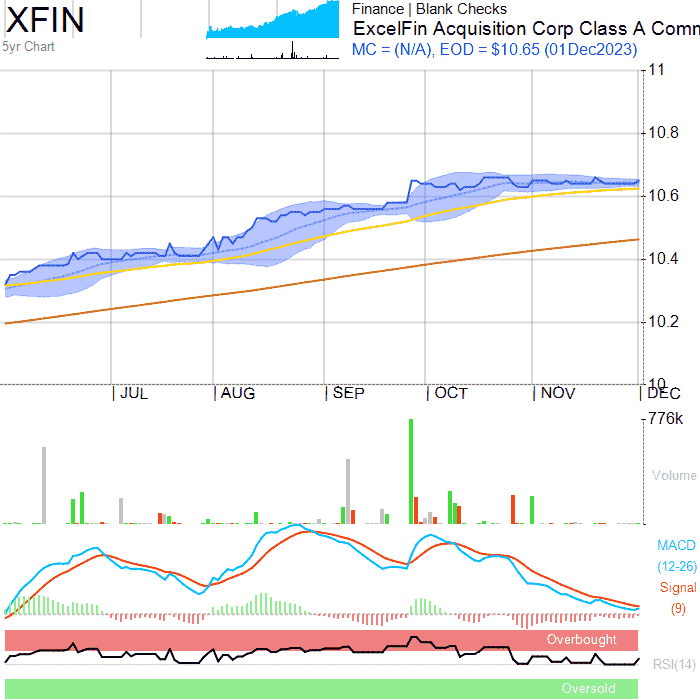 XFIN
5yr Chart
Finance | Blank Checks
ExcelFin Acquisition Corp Class A Comm
MC = (N/A), EOD = $10.65 (01Dec2023)
11
10.8
10.6
10.4
10.2
10
JUL
AUG
SEP
OCT
NOV
DEC
776k
Volume
MACD
(12-26)
Signal
(9)
Overbought
RSI(14)
Oversold